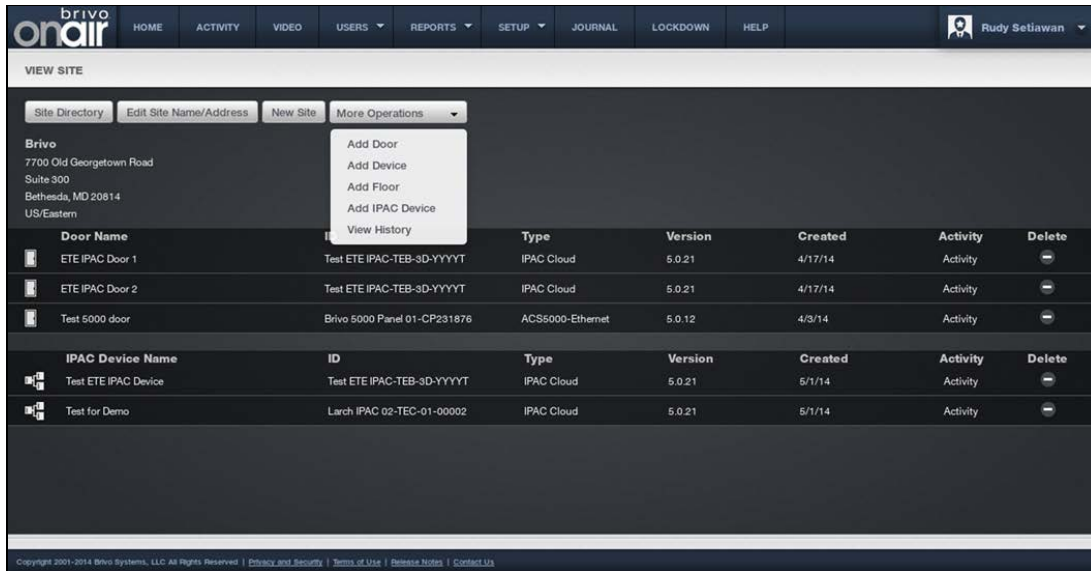 brivo
onair
HOME ACTIVITY VIDEO USERS REPORTS SETUP JOURNAL LOCKDOWN HELP Rudy Setiawan
VIEW SITE
Site Directory Edit Site Name/Address New Site More Operations
Add Door
Add Device
Add Floor
Add IPAC Device
View History
Brivo
7700 Old Georgetown Road
Suite 300
Bethesda, MD 20814
US/Eastern
Door Name ID Type Version Created Activity Delete
ETE IPAC Door 1 Test ETE IPAC-TEB-3D-YYYYT IPAC Cloud 5.0.21 4/17/14 Activity
ETE IPAC Door 2 Test ETE IPAC-TEB-3D-YYYYT IPAC Cloud 5.0.21 4/17/14 Activity
Test 5000 door Brivo 5000 Panel 01-CP231876 ACS5000-Ethernet 5.0.12 4/3/14 Activity
IPAC Device Name ID Type Version Created Activity Delete
Test ETE IPAC Device Test ETE IPAC-TEB-3D-YYYYT IPAC Cloud 5.0.21 5/1/14 Activity
Test for Demo Larch IPAC 02-TEC-01-00002 IPAC Cloud 5.0.21 5/1/14 Activity
Copyright 2001-2014 Brivo Systems, LLC All Rights Reserved | Privacy and Security | Terms of Use | Release Notes | Contact Us